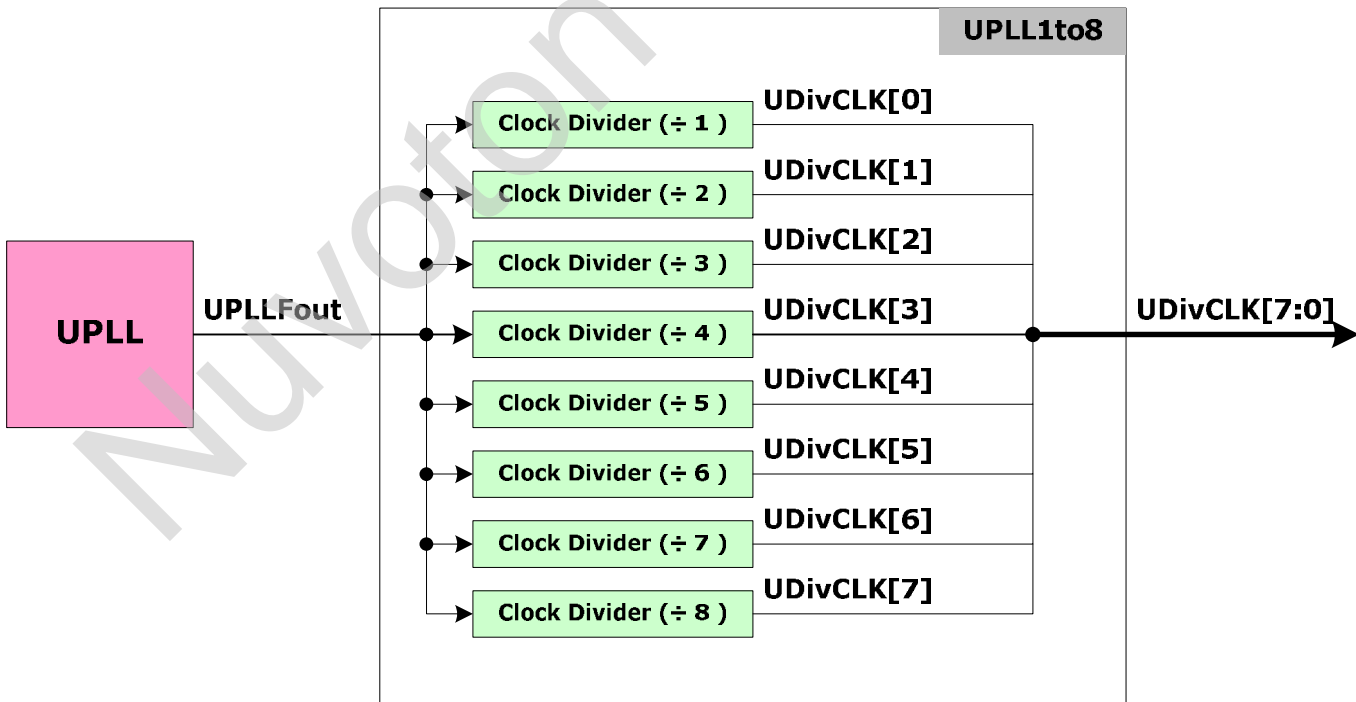 UPLL1to8
UDivCLK[0]
Clock Divider (÷ 1 )
UDivCLK[1]
Clock Divider (÷ 2 )
UDivCLK[2]
Clock Divider (÷ 3 )
UPLL
UPLLFout
UDivCLK[3]
Clock Divider (÷ 4 )
UDivCLK[7:0]
UDivCLK[4]
Clock Divider (÷ 5 )
UDivCLK[5]
Clock Divider (÷ 6 )
UDivCLK[6]
Clock Divider (÷ 7 )
UDivCLK[7]
Clock Divider (÷ 8 )
Nuvoton